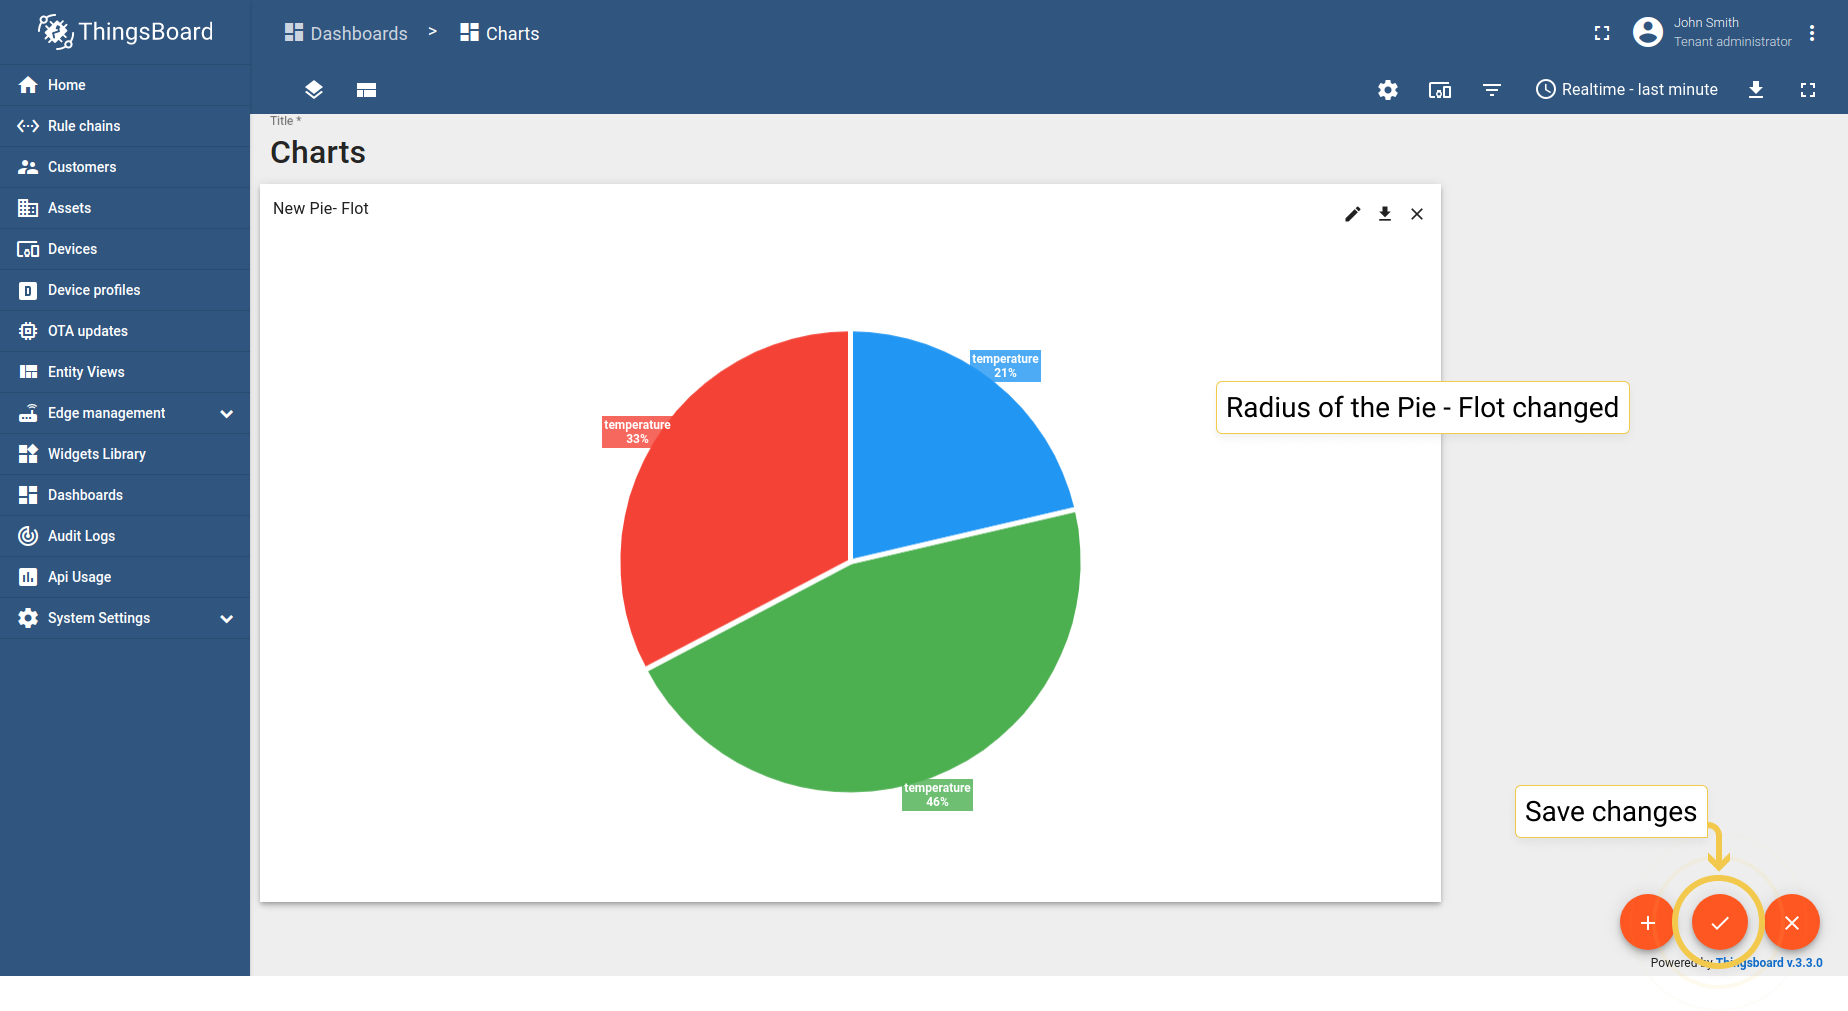 ThingsBoard
Dashboards > Charts
John Smith
Tenant administrator
Home
Rule chains
Customers
Assets
Devices
Device profiles
OTA updates
Entity Views
Edge management
Widgets Library
Dashboards
Audit Logs
Api Usage
System Settings
Realtime - last minute
Title *
Charts
New Pie- Flot
temperature
21%
temperature
33%
temperature
46%
Radius of the Pie - Flot changed
Save changes
Powered by Thingsboard v.3.3.0